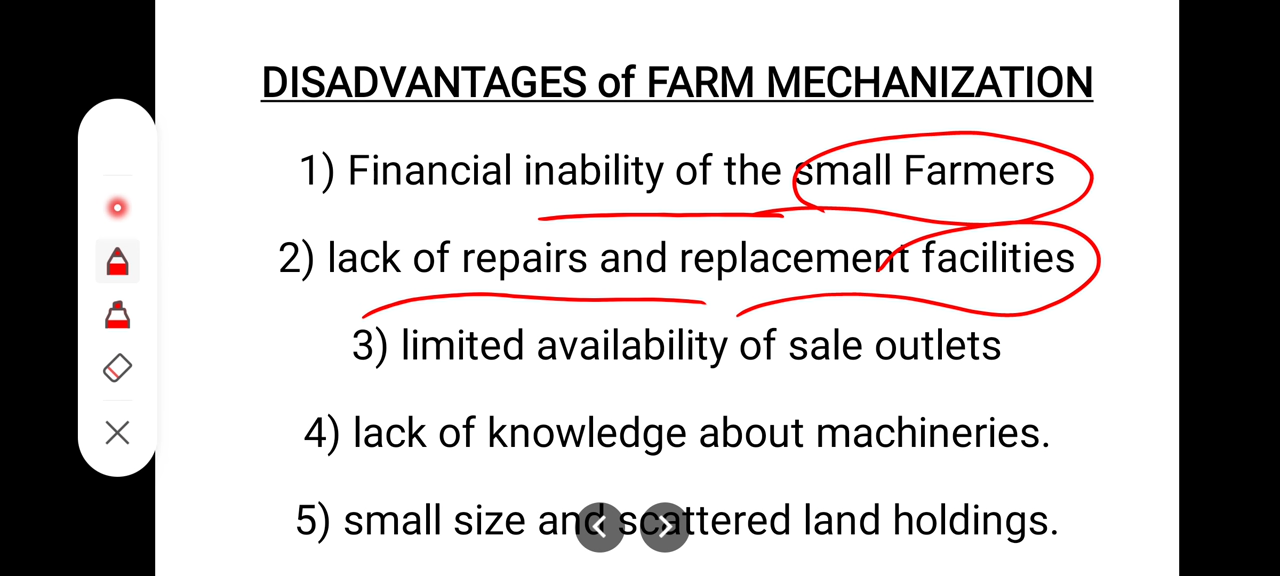 DISADVANTAGES of FARM MECHANIZATION
1) Financial inability of the small Farmers
2) lack of repairs and replacement facilities
3) limited availability of sale outlets
4) lack of knowledge about machineries.
5) small size and scattered land holdings.